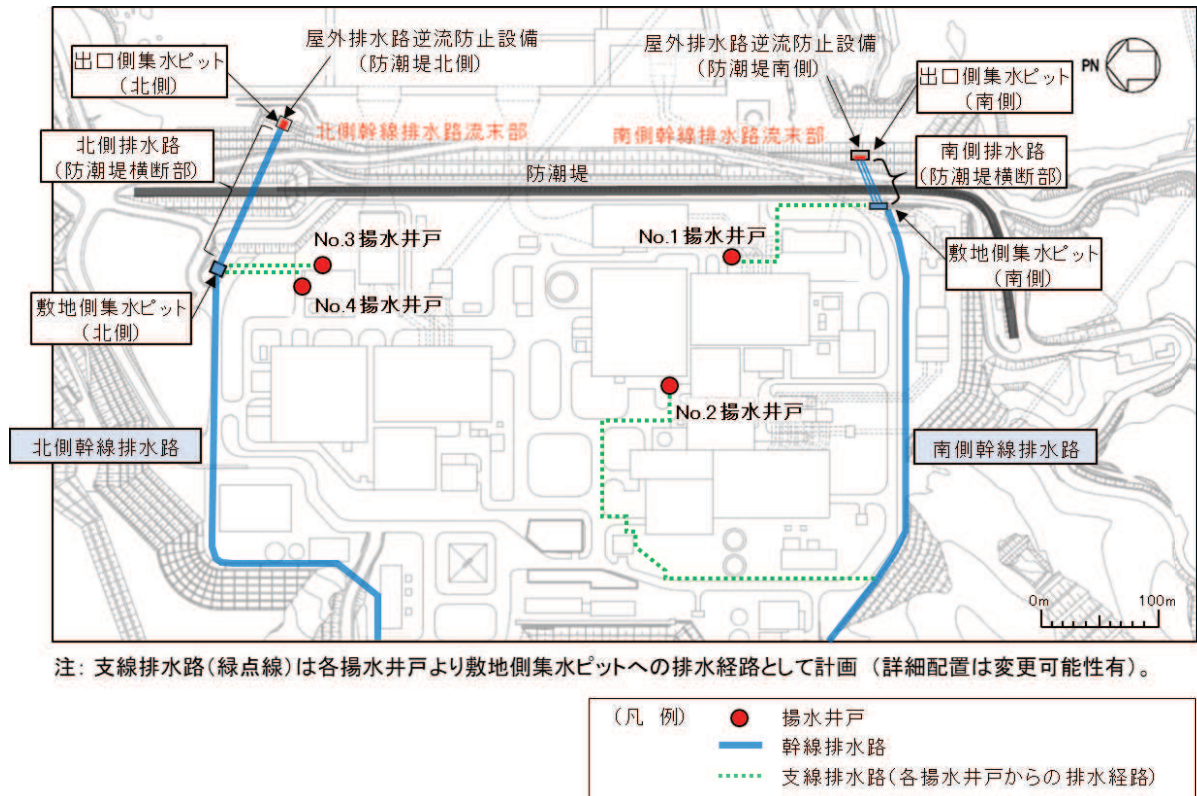 屋外排水路逆流防止設備
(防潮堤北側)
屋外排水路逆流防止設備
(防潮堤南側)
PN
出口側集水ピット
(北側)
出口側集水ピット
(南側)
北側幹線排水路流末部
南側幹線排水路流末部
北側排水路
(防潮堤横断部)
南側排水路
(防潮堤横断部)
防潮堤
No.3揚水井戸
No.1揚水井戸
敷地側集水ピット
(南側)
No.4揚水井戸
敷地側集水ピット
(北側)
No.2揚水井戸
北側幹線排水路
南側幹線排水路
0m 100m
注: 支線排水路(緑点線)は各揚水井戸より敷地側集水ピットへの排水経路として計画 (詳細配置は変更可能性有)。
(凡 例) 揚水井戸
幹線排水路
支線排水路(各揚水井戸からの排水経路)